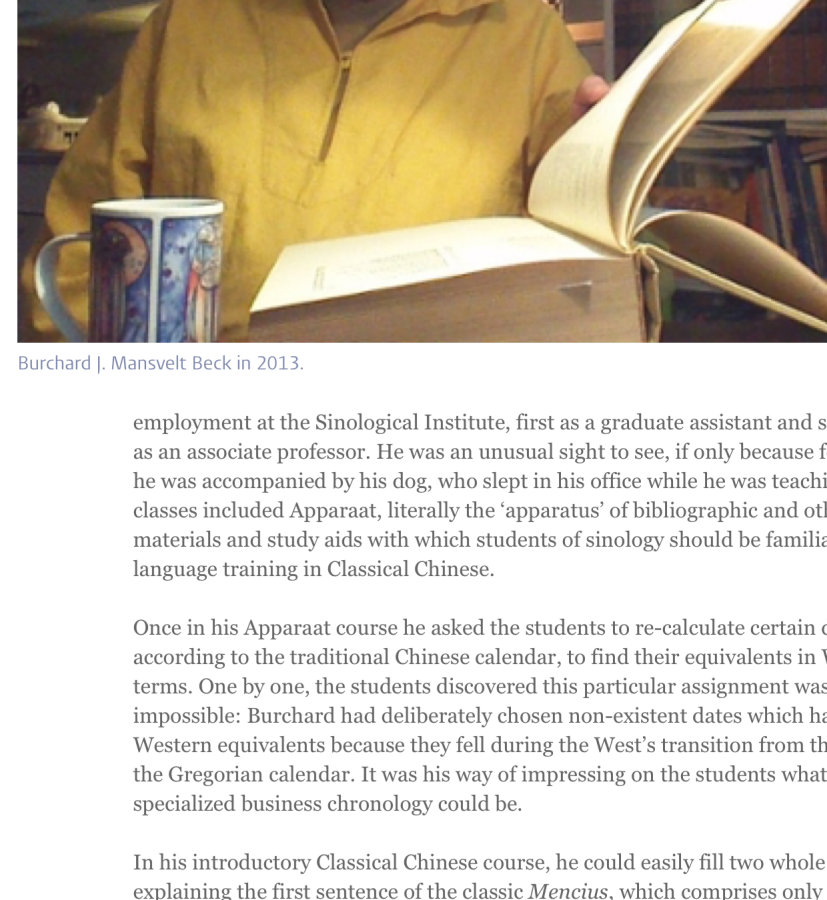 Burchard J. Mansvelt Beck in 2013.
employment at the Sinological Institute, first as a graduate assistant and
as an associate professor. He was an unusual sight to see, if only because
he was accompanied by his dog, who slept in his office while he was
classes included Apparaat, literally the ‘apparatus’ of bibliographic and
materials and study aids with which students of sinology should be
language training in Classical Chinese.
Once in his Apparaat course he asked the students to re-calculate certain
according to the traditional Chinese calendar, to find their equivalents in
terms. One by one, the students discovered this particular assignment was
impossible: Burchard had deliberately chosen non-existent dates which
Western equivalents because they fell during the West’s transition from
the Gregorian calendar. It was his way of impressing on the students what
specialized business chronology could be.
In his introductory Classical Chinese course, he could easily fill two whole
explaining the first sentence of the classic Mencius, which comprises only